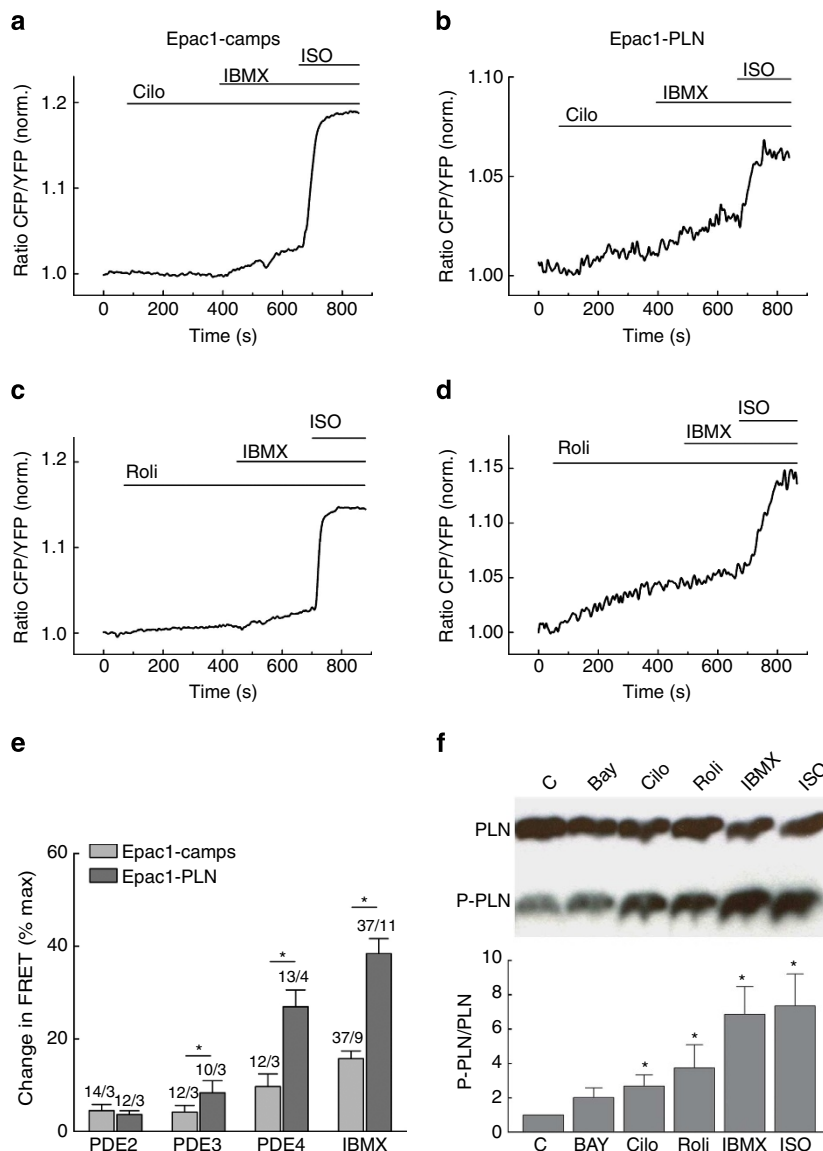 a
b
Epac1-camps
Epac1-PLN
ISO
IBMX
Cilo
1.2
1.1
1.0
Ratio CFP/YFP (norm.)
0 200 400 600 800
Time (s)
ISO
IBMX
Cilo
1.10
1.05
1.00
Ratio CFP/YFP (norm.)
0 200 400 600 800
Time (s)
c
d
ISO
IBMX
Roli
1.2
1.1
1.0
Ratio CFP/YFP (norm.)
0 200 400 600 800
Time (s)
ISO
IBMX
Roli
1.15
1.10
1.05
1.00
Ratio CFP/YFP (norm.)
0 200 400 600 800
Time (s)
e
Epac1-camps
Epac1-PLN
60
40
20
0
Change in FRET (% max)
14/3 12/3
* 12/3 10/3
* 12/3 13/4
* 37/9 37/11
PDE2 PDE3 PDE4 IBMX
f
C Bay Cilo Roli IBMX ISO
PLN
P-PLN
10
8
6
4
2
0
P-PLN/PLN
* * * *
C BAY Cilo Roli IBMX ISO